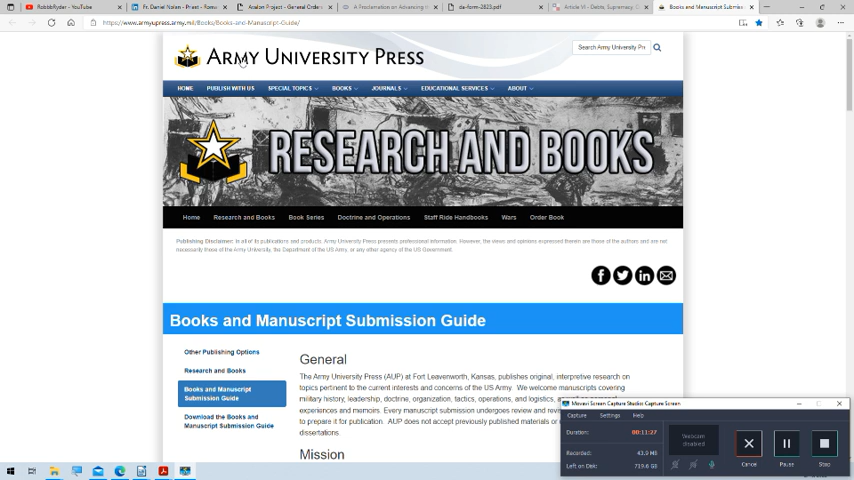 RobbsRyder - YouTube
Fr. Daniel Nolan - Priest - Forw
Acalon Project - General Orders
A Proclamation on Advancing
da-form-2823.pdf
Article VI - Debts, Supremacy,
Books and Manuscript Submiss
https://www.armyupress.army.mil/Books/Books-and-Manuscript-Guide/
ARMY UNIVERSITY PRESS
Search Army University Pr
HOME PUBLISH WITH US SPECIAL TOPICS BOOKS JOURNALS EDUCATIONAL SERVICES ABOUT
RESEARCH AND BOOKS
Home Research and Books Book Series Doctrine and Operations Staff Ride Handbooks Wars Order Book
Publishing Disclaimer: In all of its publications and products, Army University Press presents professional information. However, the views and opinions expressed therein are those of the authors and are not
necessarily those of the Army University, the Department of the US Army, or any other agency of the US Government.
Books and Manuscript Submission Guide
Other Publishing Options
Research and Books
Books and Manuscript
Submission Guide
Download the Books and
Manuscript Submission Guide
General
The Army University Press (AUP) at Fort Leavenworth, Kansas, publishes original, interpretive research on
topics pertinent to the current interests and concerns of the US Army. We welcome manuscripts covering
military history, leadership, doctrine, organization, tactics, operations, and logistics,
experiences and memoirs. Every manuscript submission undergoes review and
to prepare it for publication. AUP does not accept previously published materials or
dissertations.
Mission
Movavi Screen Capture Studio: Capture Screen
Capture Settings Help
Duration: 00:11:27
Recorded: 43.9 MB
Left on Disk: 719.6 GB
Webcam
disabled
Cancel Pause Stop